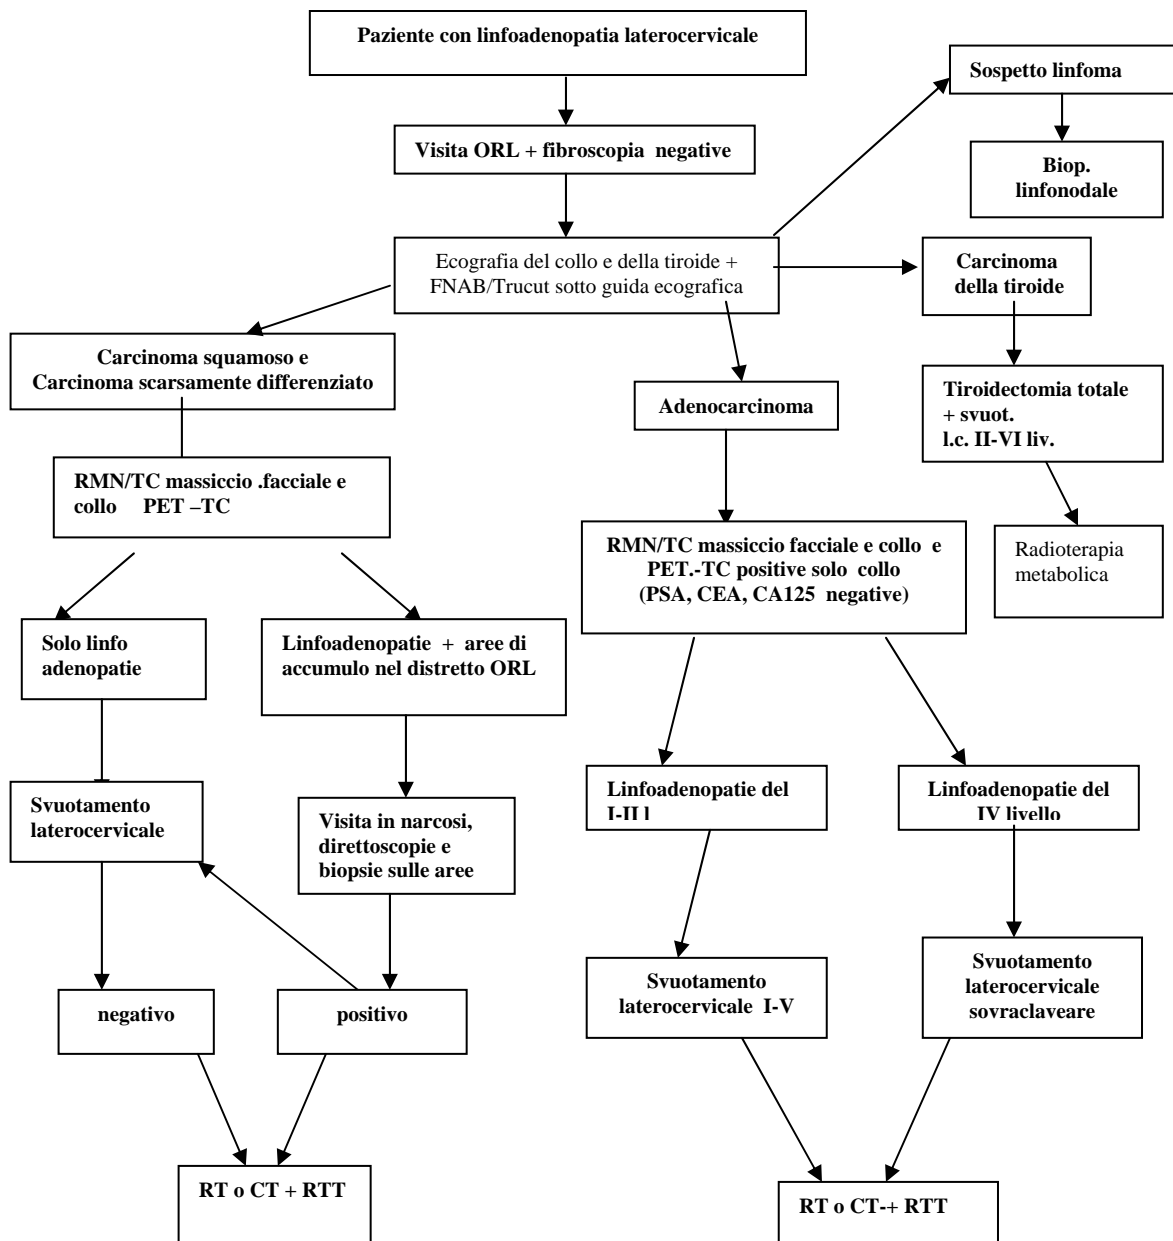 Paziente con linfoadenopatia laterocervicale
Sospetto linfoma
Visita ORL + fibroscopia  negative
Biop.
linfonodale
Ecografia del collo e della tiroide +
FNAB/Trucut sotto guida ecografica
Carcinoma
della tiroide
Carcinoma squamoso e
Carcinoma scarsamente differenziato
Adenocarcinoma
Tiroidectomia totale
+ svuot.
l.c. II-VI liv.
RMN/TC massiccio .facciale e
collo    PET –TC
RMN/TC massiccio facciale e collo  e
PET.-TC positive solo  collo
(PSA, CEA, CA125  negative)
Radioterapia
metabolica
Solo linfo
adenopatie
Linfoadenopatie  +  aree di
accumulo nel distretto ORL
Svuotamento
laterocervicale
Visita in narcosi,
direttoscopie e
biopsie sulle aree
Linfoadenopatie del
I-II l
Linfoadenopatie del
IV livello
negativo
positivo
Svuotamento
laterocervicale  I-V
Svuotamento
laterocervicale
sovraclaveare
RT o CT + RTT
RT o CT-+ RTT